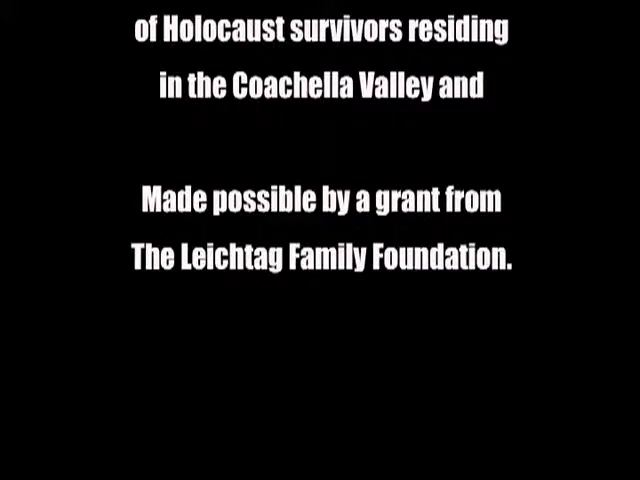 of Holocaust survivors residing
in the Coachella Valley and
Made possible by a grant from
The Leichtag Family Foundation.